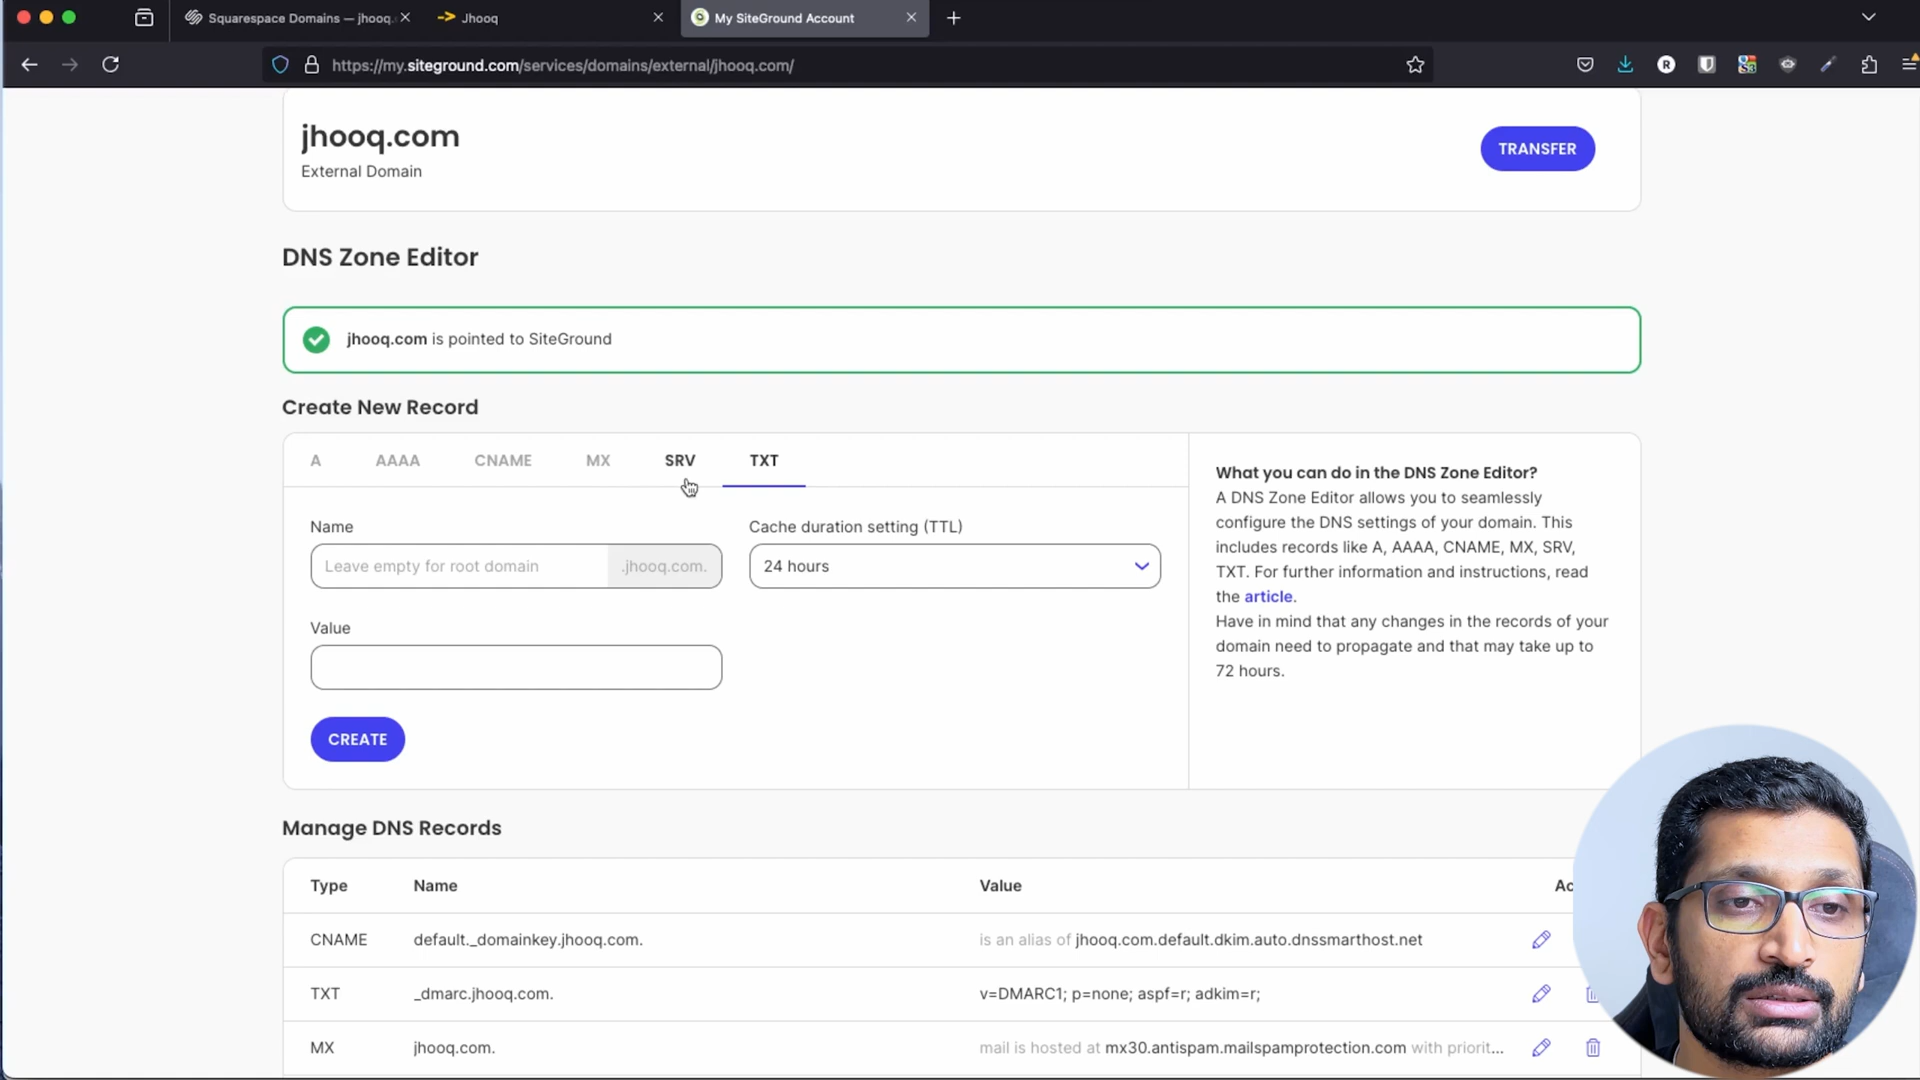 Squarespace Domains — jhooq.
Jhooq
My SiteGround Account
https://my.siteground.com/services/domains/external/jhooq.com/
jhooq.com
External Domain
TRANSFER
DNS Zone Editor
jhooq.com is pointed to SiteGround
Create New Record
A AAAA CNAME MX SRV TXT
Name
Leave empty for root domain .jhooq.com.
Cache duration setting (TTL)
24 hours
Value
CREATE
What you can do in the DNS Zone Editor?
A DNS Zone Editor allows you to seamlessly
configure the DNS settings of your domain. This
includes records like A, AAAA, CNAME, MX, SRV,
TXT. For further information and instructions, read
the article.
Have in mind that any changes in the records of your
domain need to propagate and that may take up to
72 hours.
Manage DNS Records
Type Name Value
CNAME default._domainkey.jhooq.com. is an alias of jhooq.com.default.dkim.auto.dnssmarthost.net
TXT _dmarc.jhooq.com. v=DMARC1; p=none; aspf=r; adkim=r;
MX jhooq.com. mail is hosted at mx30.antispam.mailspamprotection.com with priorit...